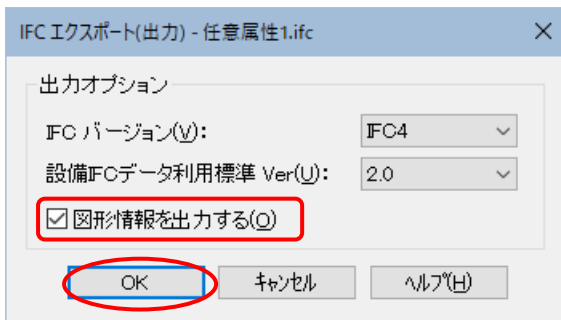 IFC エクスポート(出力) - 任意属性1.ifc
出力オプション
IFC バージョン(V): IFC4
設備IFCデータ利用標準 Ver(U): 2.0
図形情報を出力する(O)
OK キャンセル ヘルプ(H)